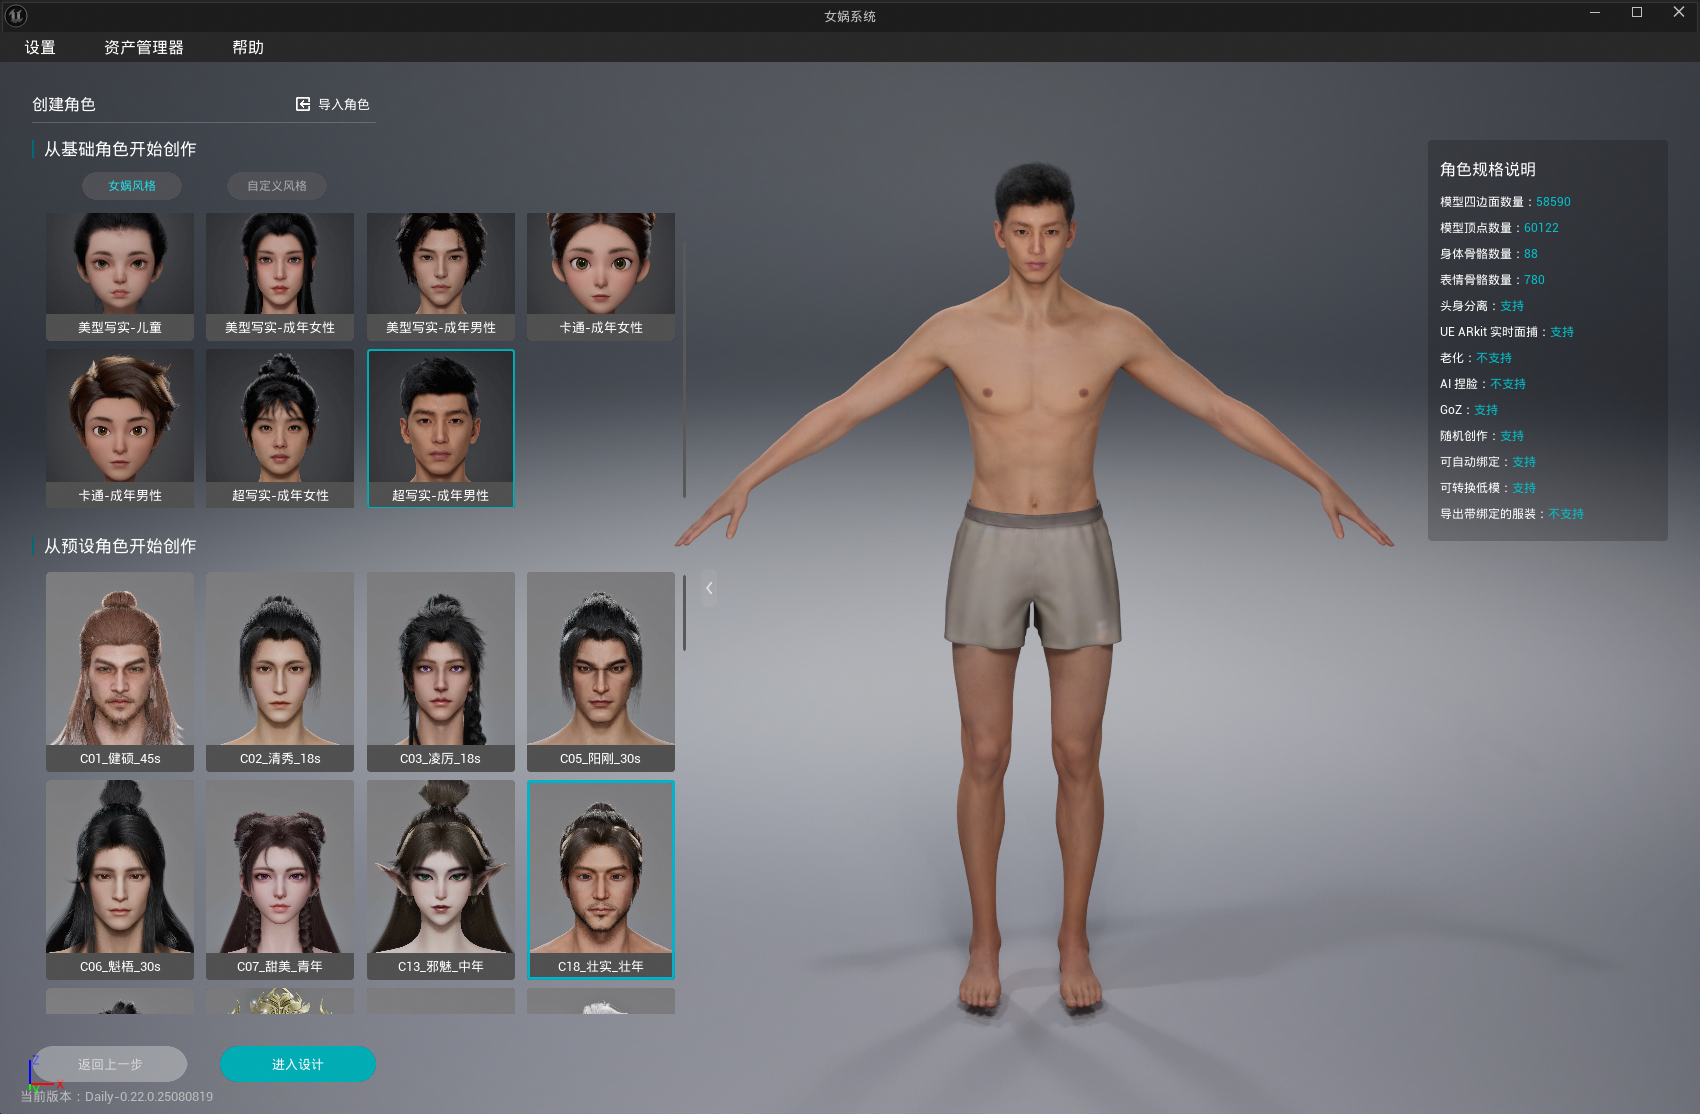 女娲系统
设置
资产管理器
帮助
创建角色
导入角色
从基础角色开始创作
女娲风格
自定义风格
美型写实-儿童
美型写实-成年女性
美型写实-成年男性
卡通-成年女性
卡通-成年男性
超写实-成年女性
超写实-成年男性
从预设角色开始创作
C01_健硕_45s
C02_清秀_18s
C03_凌厉_18s
C05_阳刚_30s
C06_魁梧_30s
C07_甜美_青年
C13_邪魅_中年
C18_壮实_壮年
返回上一步
进入设计
Z
X
Y
当前版本：Daily-0.22.0.25080819
角色规格说明
模型四边面数量：58590
模型顶点数量：60122
身体骨骼数量：88
表情骨骼数量：780
头身分离：支持
UE ARkit 实时面捕：支持
老化：不支持
AI 捏脸：不支持
GoZ：支持
随机创作：支持
可自动绑定：支持
可转换低模：支持
导出带绑定的服装：不支持